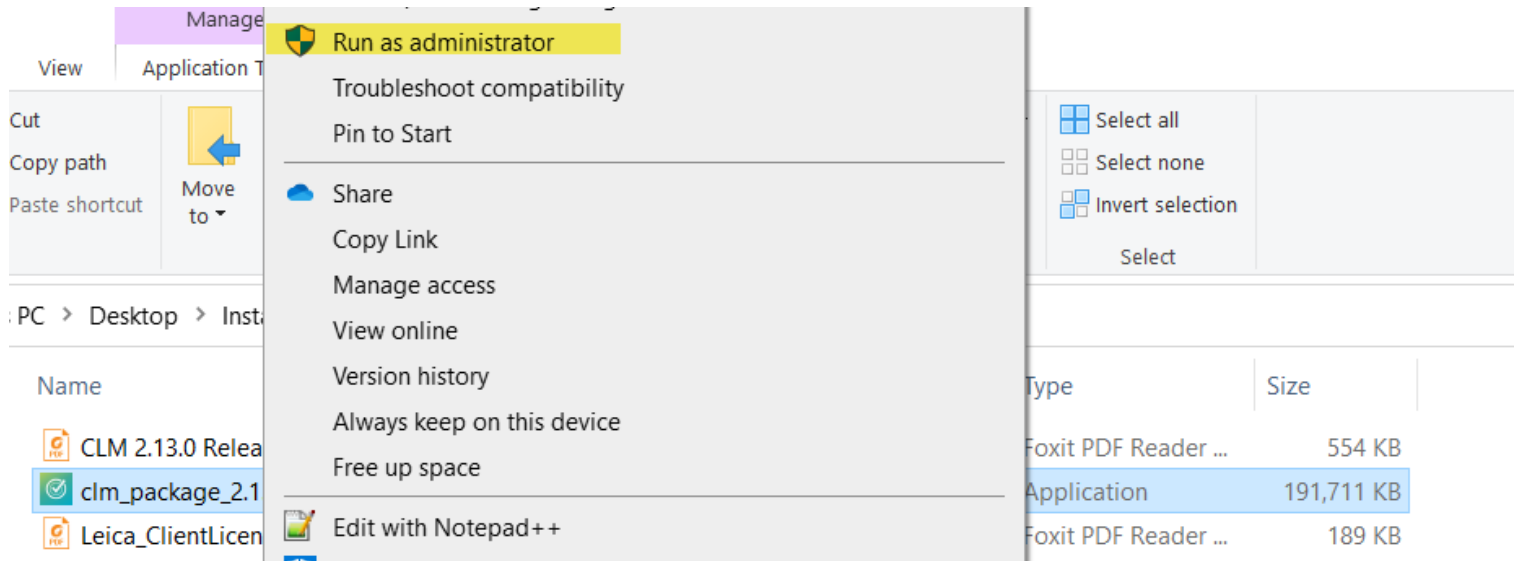 Manage
View
Application T
Cut
Copy path
Paste shortcut
Move
to
Run as administrator
Troubleshoot compatibility
Pin to Start
Share
Copy Link
Manage access
View online
Version history
Always keep on this device
Free up space
Edit with Notepad++
Select all
Select none
Invert selection
Select
PC > Desktop > Insta
Name Type Size
CLM 2.13.0 Relea Foxit PDF Reader ... 554 KB
clm_package_2.1 Application 191,711 KB
Leica_ClientLicen Foxit PDF Reader ... 189 KB